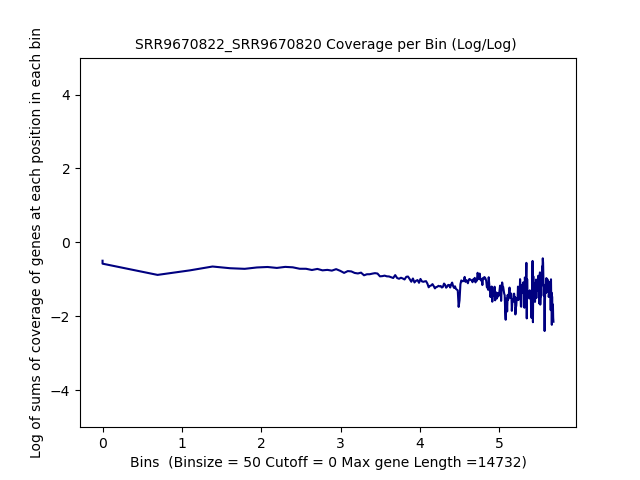 SRR9670822_SRR9670820 Coverage per Bin (Log/Log)
Log of sums of coverage of genes at each position in each bin
4
2
0
−2
−4
0 1 2 3 4 5
Bins  (Binsize = 50 Cutoff = 0 Max gene Length =14732)